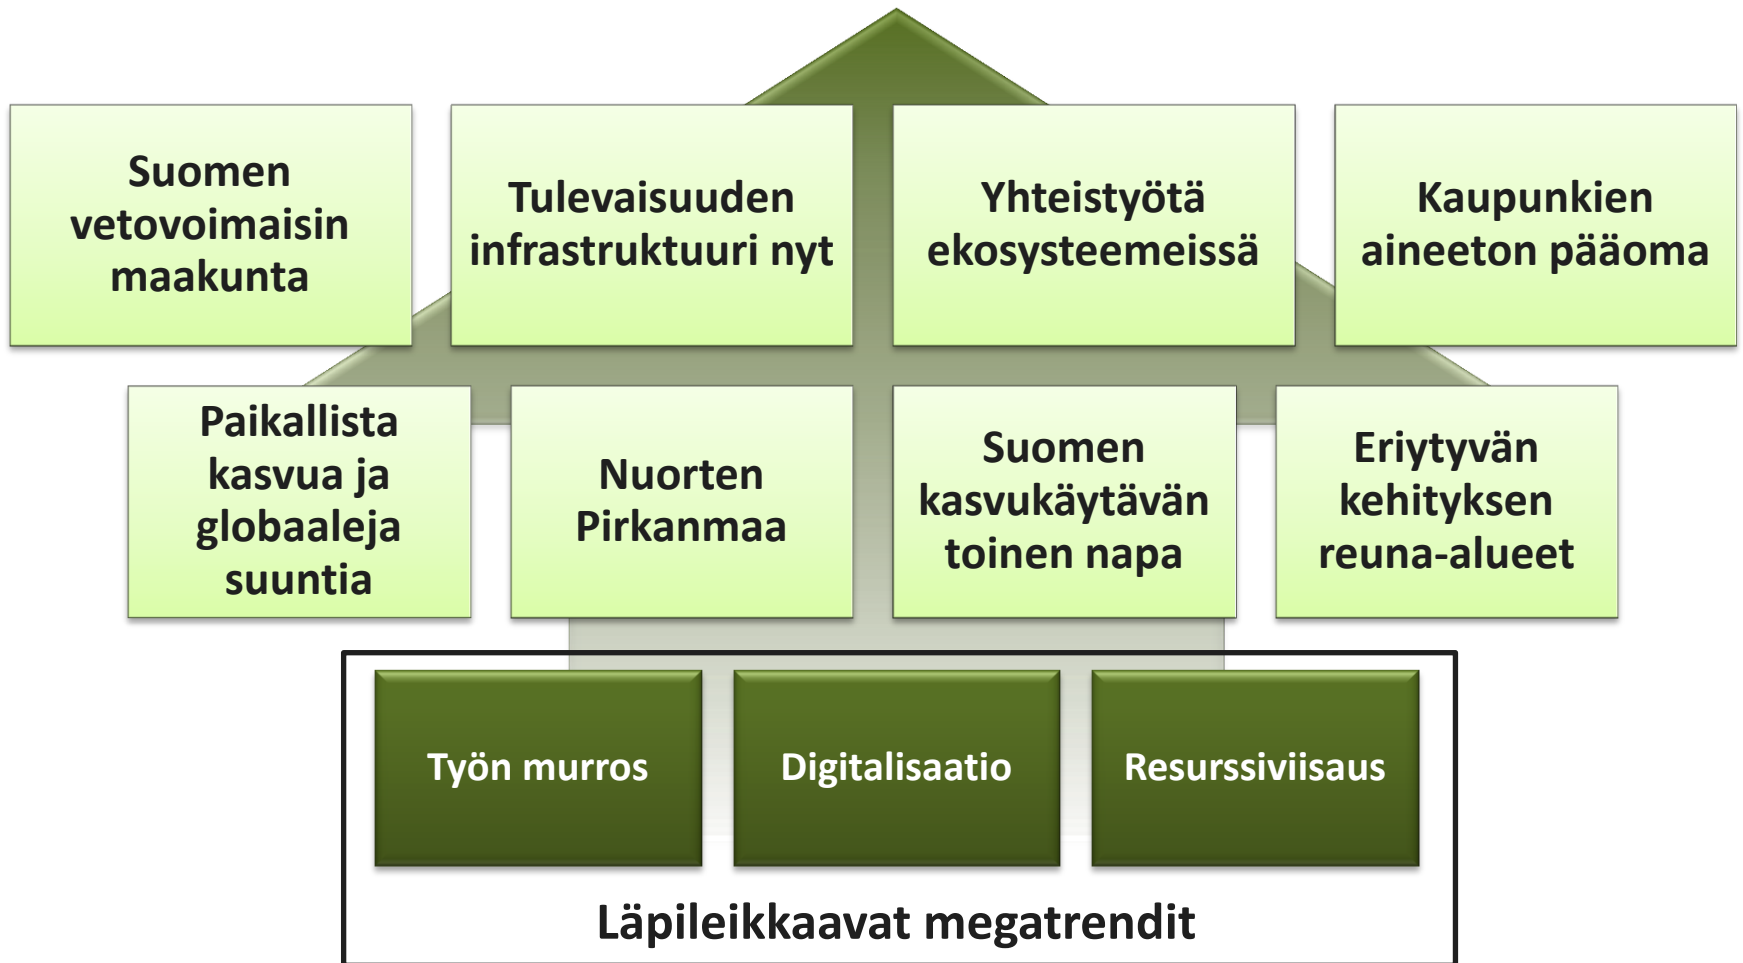 Suomen
vetovoimaisin
maakunta
Tulevaisuuden
infrastruktuuri nyt
Yhteistyötä
ekosysteemeissä
Kaupunkien
aineeton pääoma
Paikallista
kasvua ja
globaaleja
suuntia
Nuorten
Pirkanmaa
Suomen
kasvukäytävän
toinen napa
Eriytyvän
kehityksen
reuna-alueet
Työn murros
Digitalisaatio
Resurssiviisaus
Läpileikkaavat megatrendit